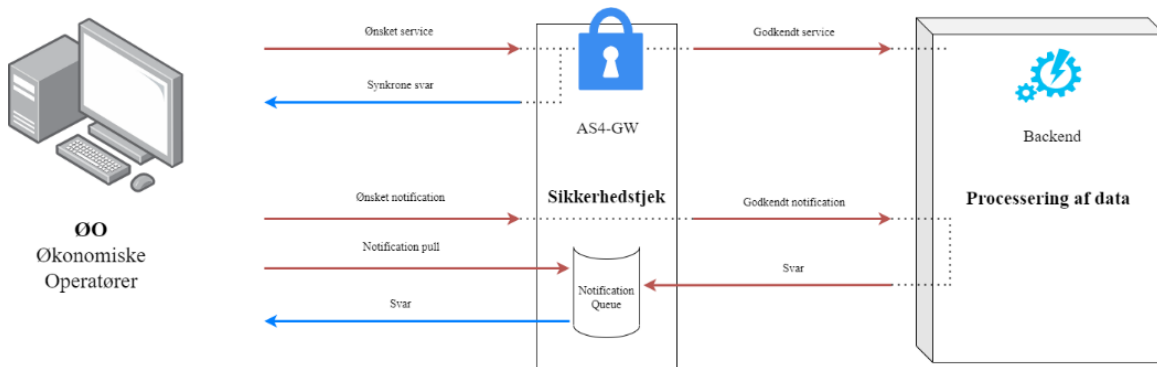 Ønsket service
Godkendt service
Synkrone svar
AS4-GW
Backend
Ønsket notification
Sikkerhedstjek
Godkendt notification
Processering af data
ØO
Økonomiske
Operatører
Notification pull
Svar
Notification
Queue
Svar